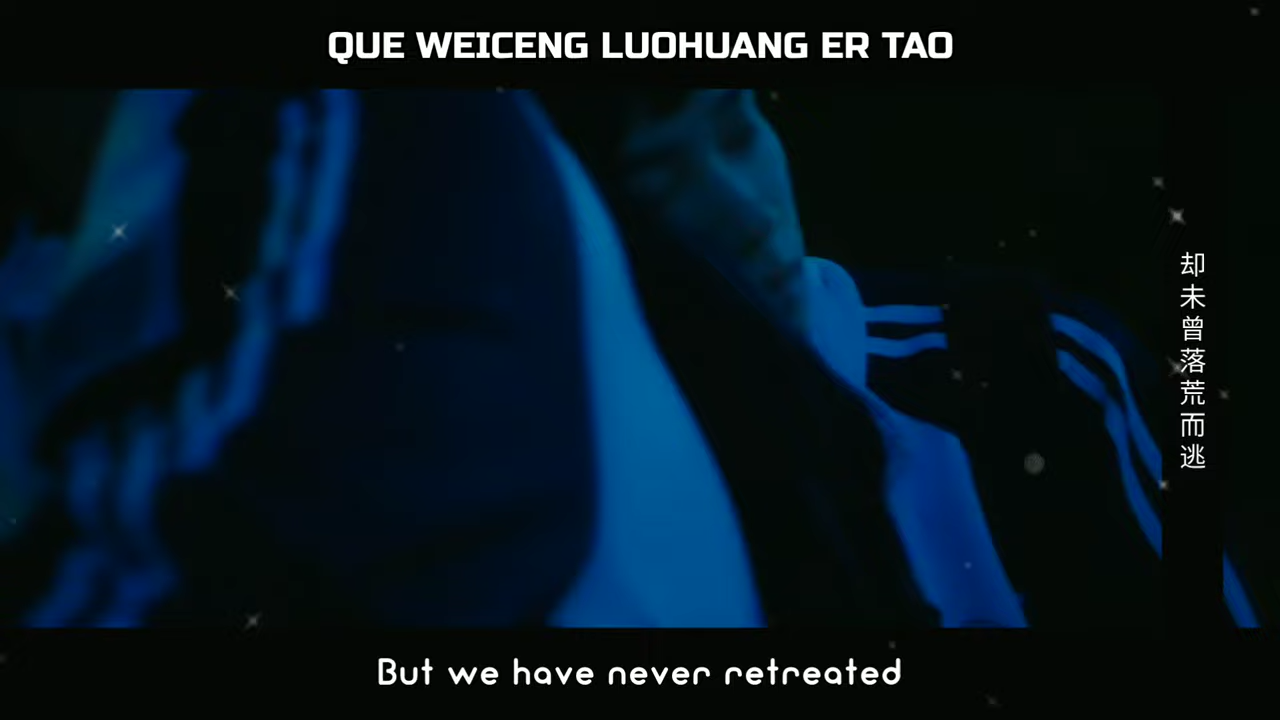 QUE WEICENG LUOHUANG ER TAO
却未曾落荒而逃
But we have never retreated